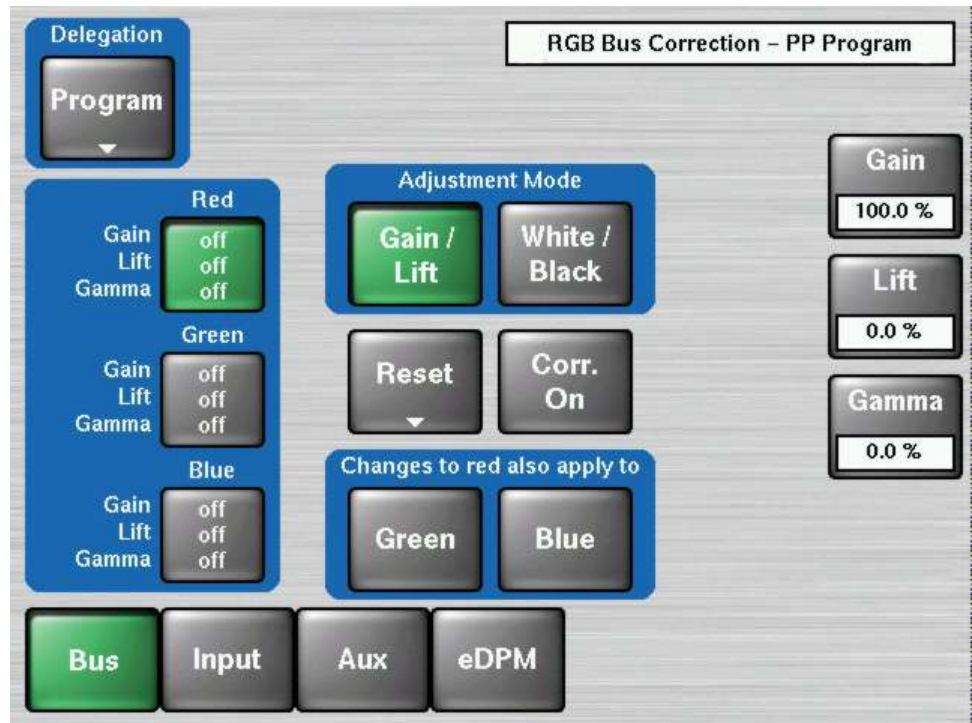 Delegation
Program
RGB Bus Correction – PP Program
Red
Gain off
Lift off
Gamma off
Green
Gain off
Lift off
Gamma off
Blue
Gain off
Lift off
Gamma off
Adjustment Mode
Gain /
Lift
White /
Black
Reset
Corr.
On
Changes to red also apply to
Green
Blue
Gain
100.0 %
Lift
0.0 %
Gamma
0.0 %
Bus
Input
Aux
eDPM